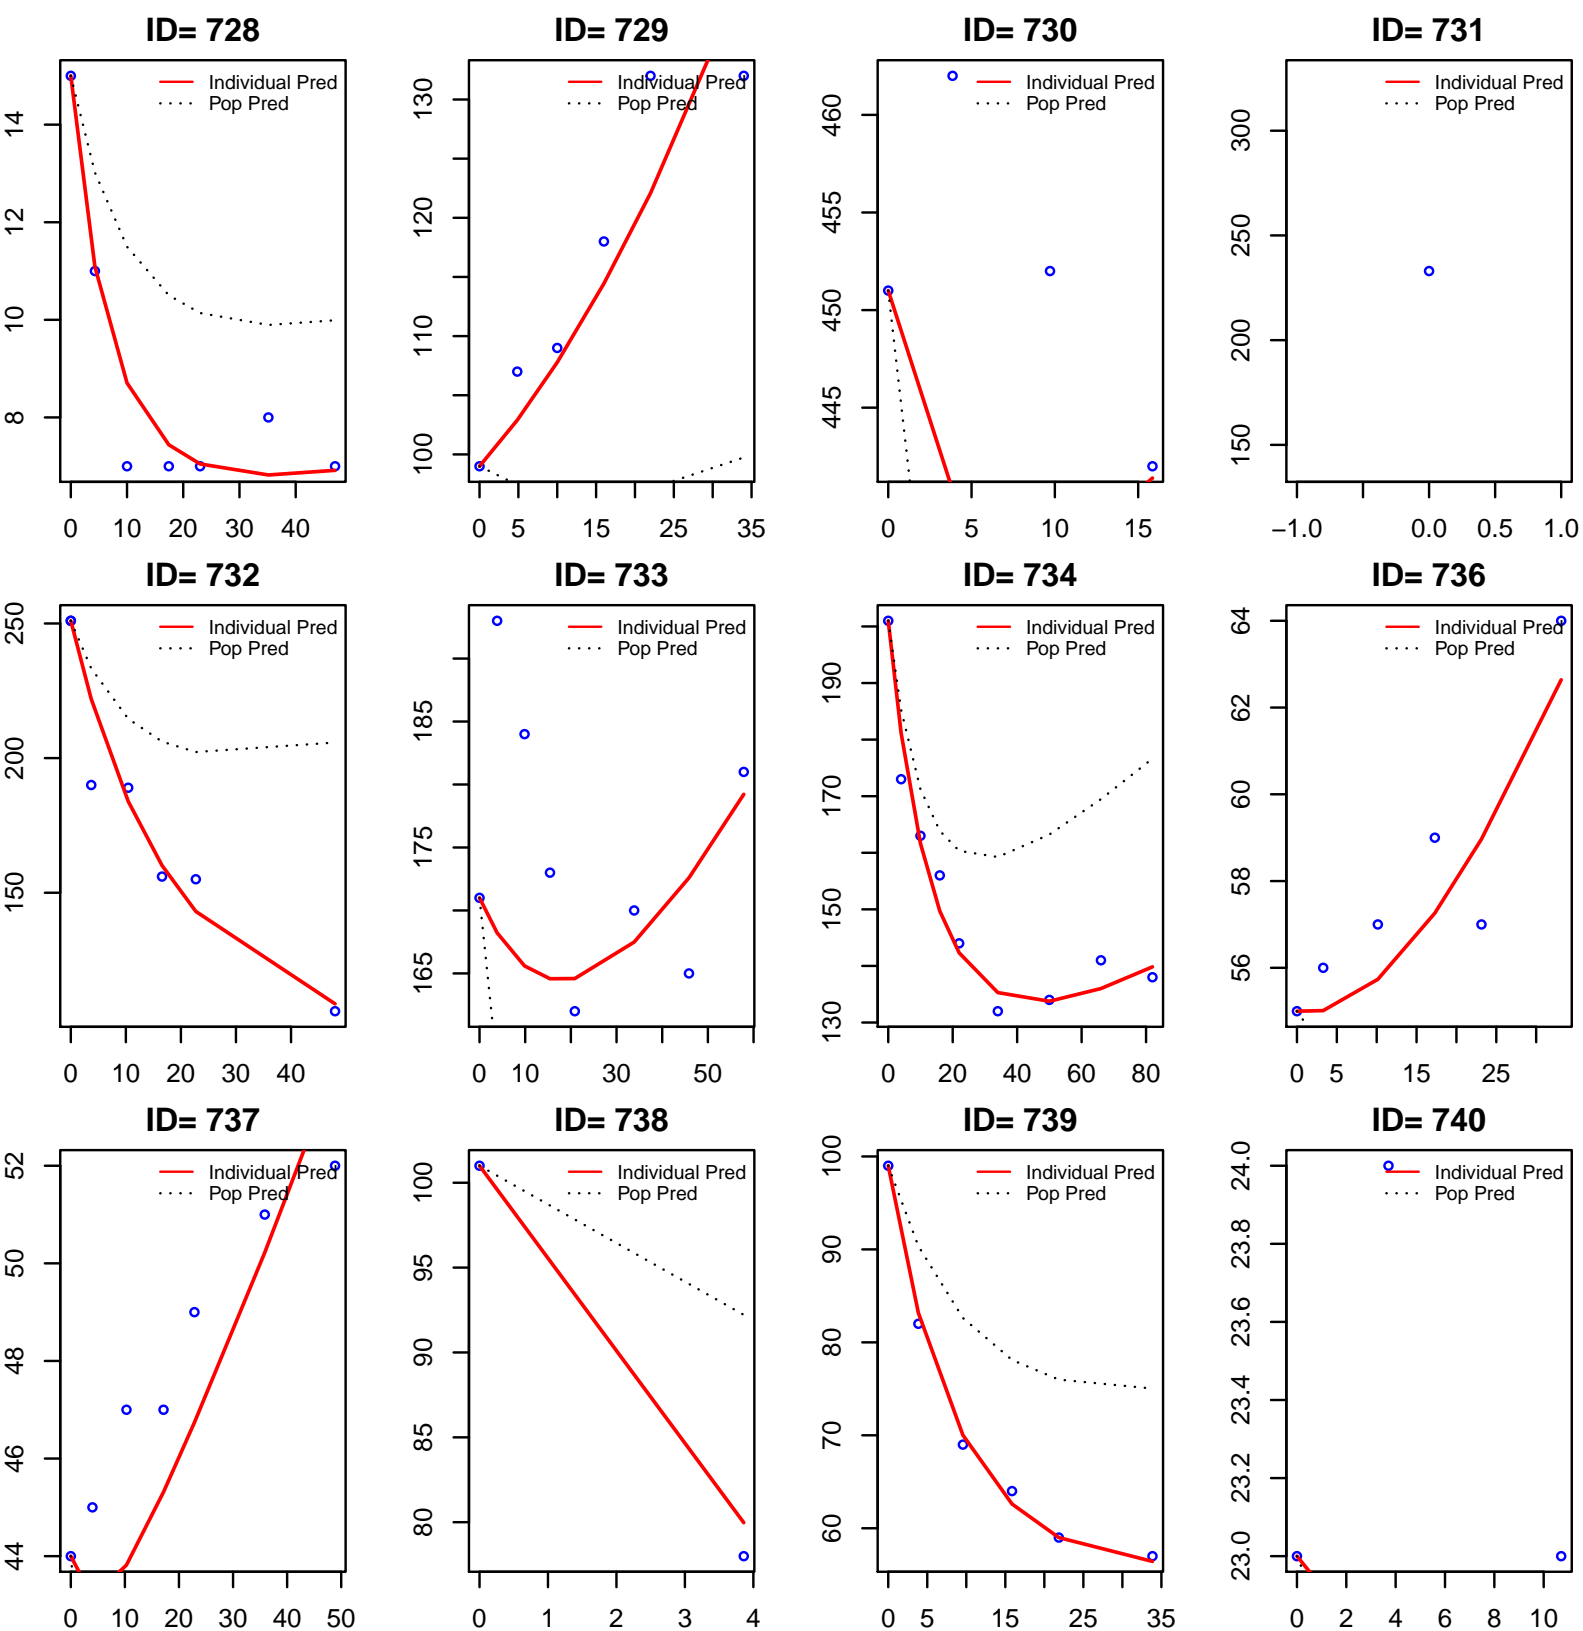 ID= 728
Individual Pred
Pop Pred
14
12
10
8
0 10 20 30 40
ID= 729
Individual Pred
Pop Pred
130
120
110
100
0 5 15 25 35
ID= 730
Individual Pred
Pop Pred
460
455
450
445
0 5 10 15
ID= 731
Individual Pred
Pop Pred
300
250
200
150
−1.0 0.0 0.5 1.0
ID= 732
Individual Pred
Pop Pred
250
200
150
0 10 20 30 40
ID= 733
Individual Pred
Pop Pred
185
175
165
0 10 30 50
ID= 734
Individual Pred
Pop Pred
190
170
150
130
0 20 40 60 80
ID= 736
Individual Pred
Pop Pred
64
62
60
58
56
0 5 15 25
ID= 737
Individual Pred
Pop Pred
52
50
48
46
44
0 10 20 30 40 50
ID= 738
Individual Pred
Pop Pred
100
95
90
85
80
0 1 2 3 4
ID= 739
Individual Pred
Pop Pred
100
90
80
70
60
0 5 15 25 35
ID= 740
Individual Pred
Pop Pred
24.0
23.8
23.6
23.4
23.2
23.0
0 2 4 6 8 10